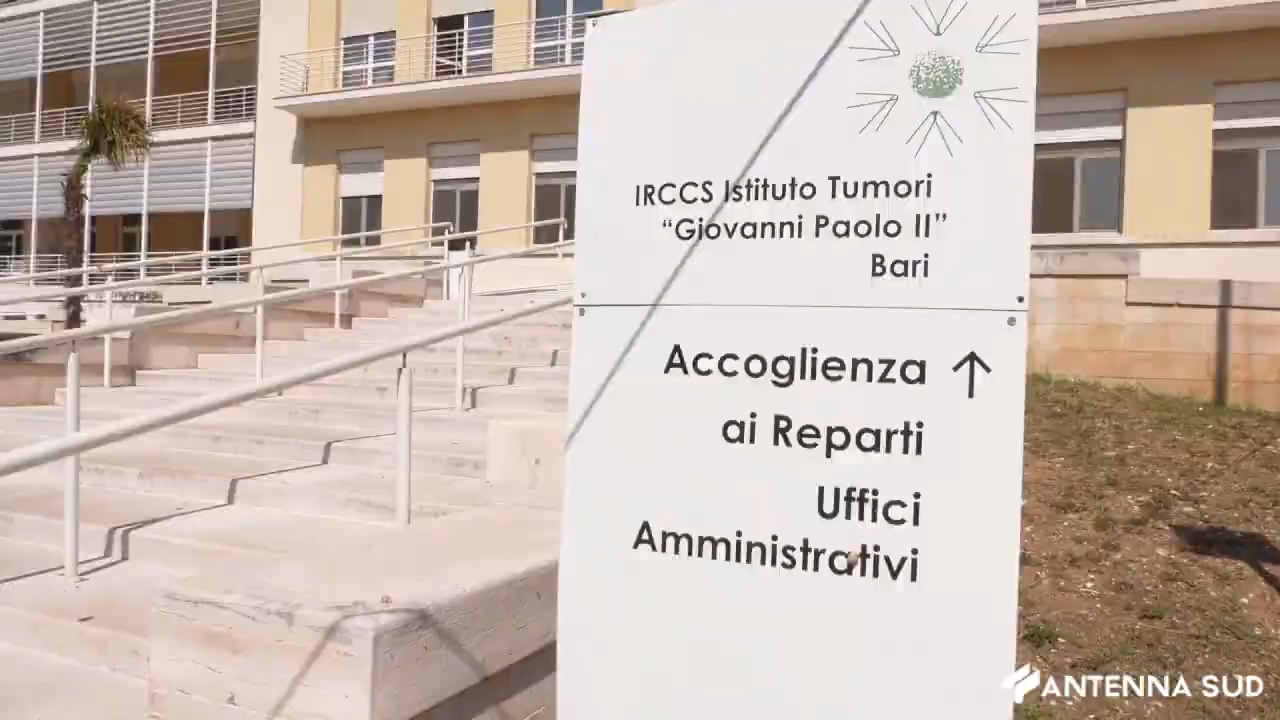 IRCCS Istituto Tumori
“Giovanni Paolo II”
Bari
Accoglienza ↑
ai Reparti
Uffici
Amministrativi
ANTENNA SUD